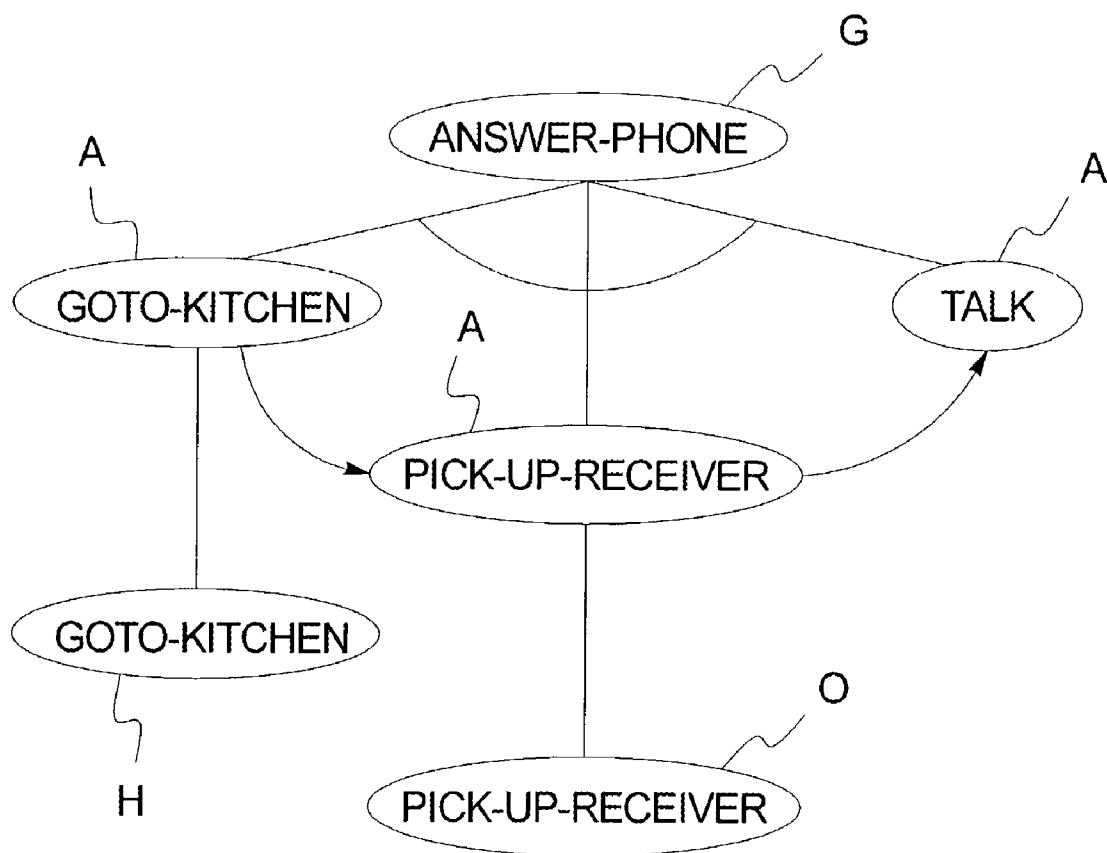 G
ANSWER-PHONE
A
A
GOTO-KITCHEN
TALK
A
PICK-UP-RECEIVER
GOTO-KITCHEN
O
H
PICK-UP-RECEIVER